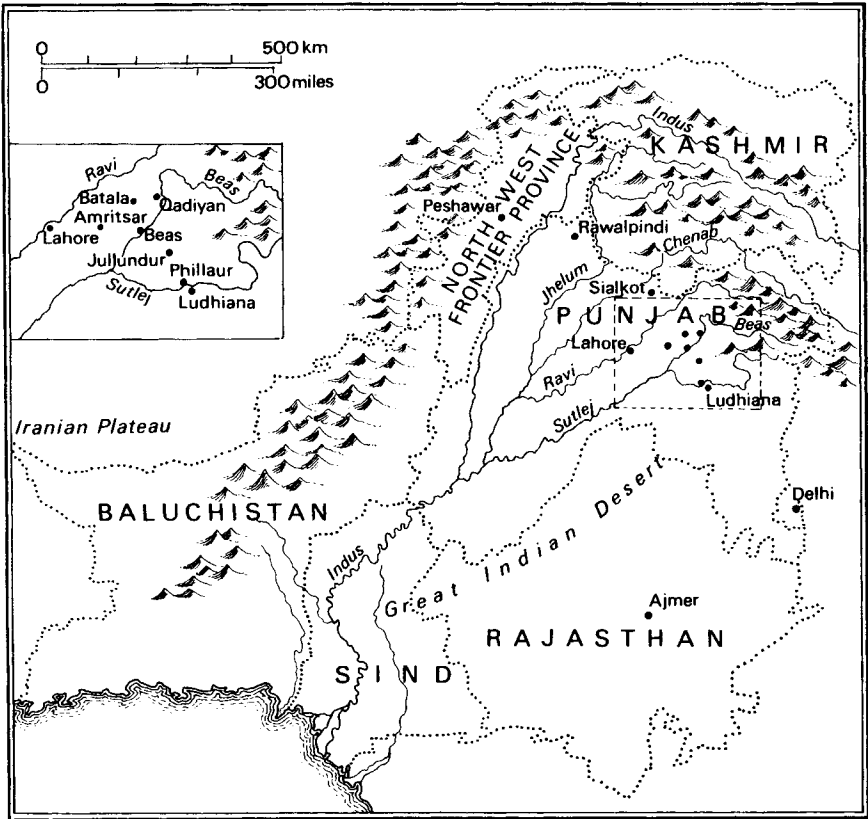 0 500 km
0 300 miles
Ravi
Beas
Batala
Qadiyan
Amritsar
Lahore
Beas
Jullundur
Phillaur
Sutlej
Ludhiana
Indus
KASHMIR
NORTH WEST
FRONTIER PROVINCE
Peshawar
Rawalpindi
Chenab
Jhelum
Sialkot
PUNJAB
Beas
Lahore
Ravi
Ludhiana
Sutlej
Iranian Plateau
Delhi
BALUCHISTAN
Indus
Great Indian Desert
Ajmer
RAJASTHAN
SIND